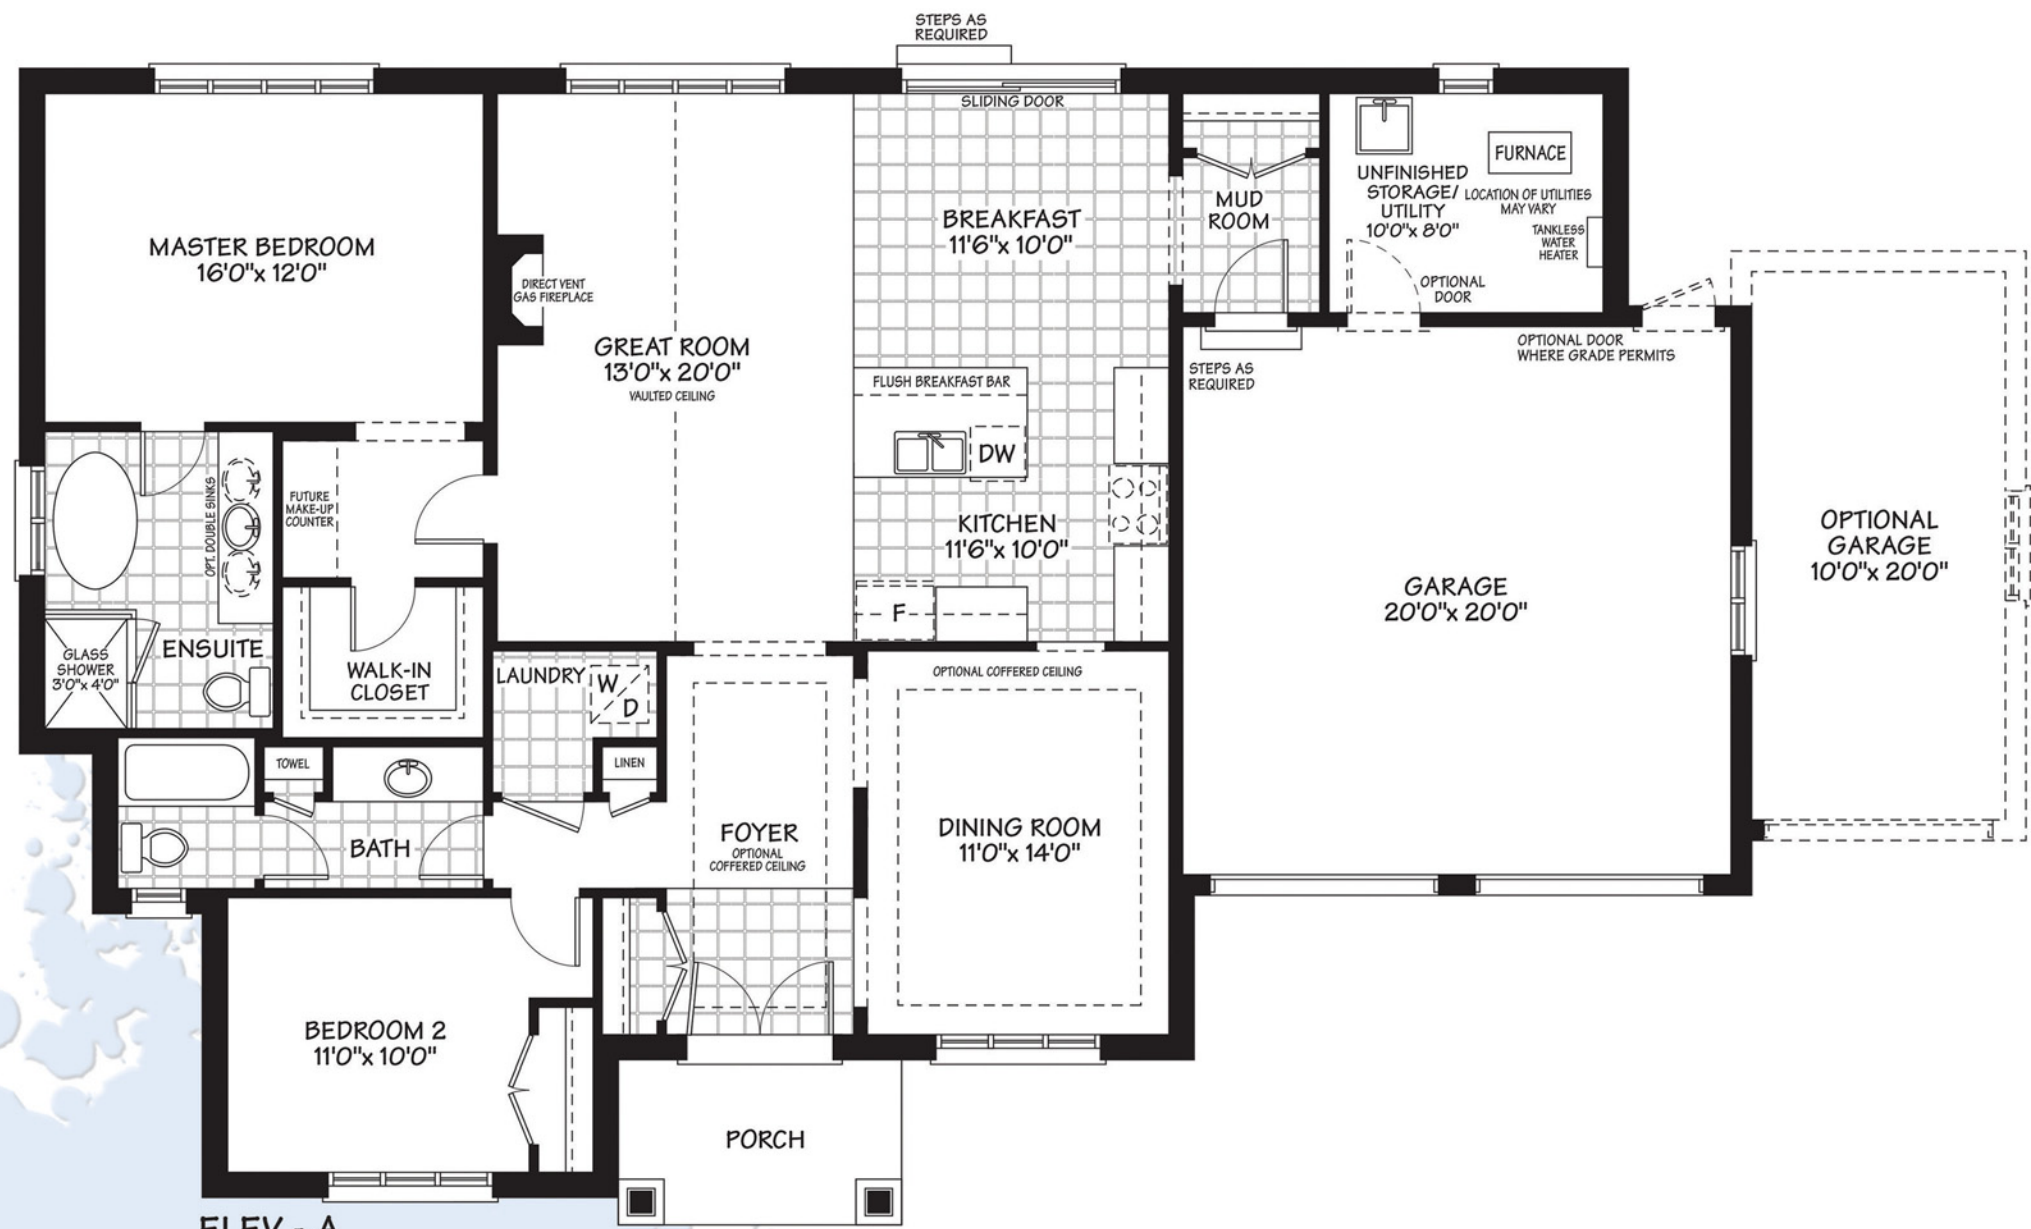 STEPS AS
REQUIRED
SLIDING DOOR
MASTER BEDROOM
16'0"x 12'0"
DIRECT VENT
GAS FIREPLACE
GREAT ROOM
13'0"x 20'0"
VAULTED CEILING
BREAKFAST
11'6"x 10'0"
MUD
ROOM
UNFINISHED
STORAGE/
UTILITY
10'0"x 8'0"
FURNACE
LOCATION OF UTILITIES
MAY VARY
TANKLESS
WATER
HEATER
OPTIONAL
DOOR
OPTIONAL DOOR
WHERE GRADE PERMITS
STEPS AS
REQUIRED
FLUSH BREAKFAST BAR
DW
KITCHEN
11'6"x 10'0"
F
GARAGE
20'0"x 20'0"
OPTIONAL
GARAGE
10'0"x 20'0"
OPT. DOUBLE SINKS
FUTURE
MAKE-UP
COUNTER
ENSUITE
GLASS
SHOWER
3'0"x 4'0"
WALK-IN
CLOSET
LAUNDRY
W
D
OPTIONAL COFFERED CEILING
TOWEL
LINEN
BATH
FOYER
OPTIONAL
COFFERED CEILING
DINING ROOM
11'0"x 14'0"
BEDROOM 2
11'0"x 10'0"
PORCH
ELEV - A